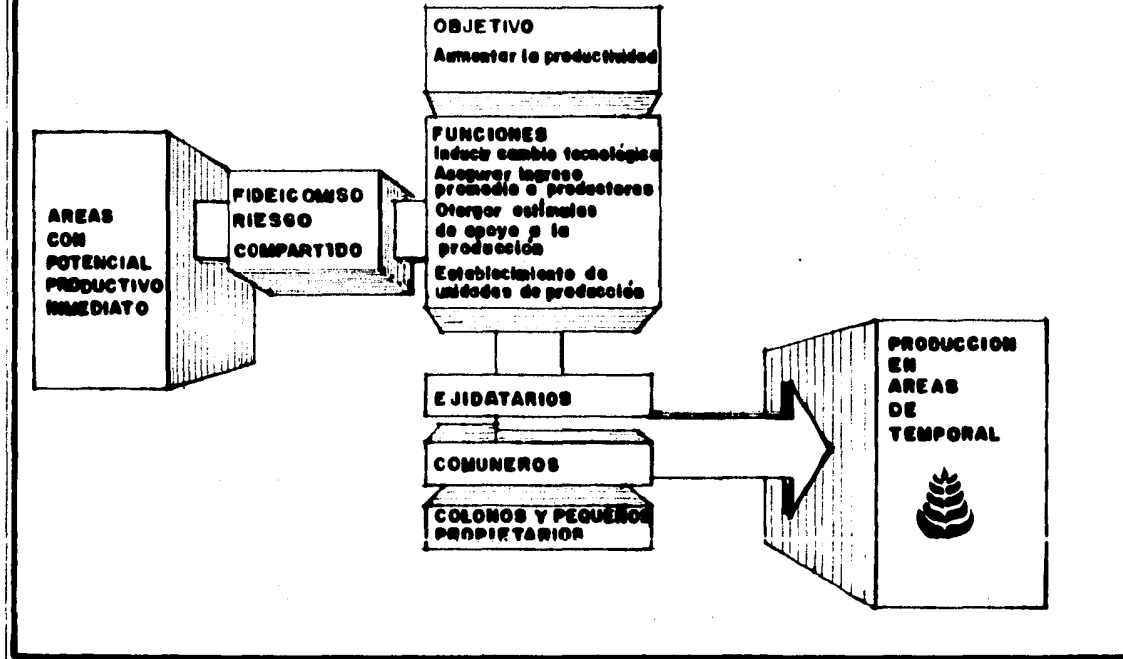 AREAS
CON
POTENCIAL
PRODUCTIVO
INMEDIATO
FIDEICOMISO
RIESGO
COMPARTIDO
OBJETIVO
Aumentar la productividad
FUNCIONES
Inducir cambio tecnológico
Asegurar ingreso
promedio a productores
Otorgar estímulos
de apoyo a la
producción
Establecimiento de
unidades de producción
EJIDATARIOS
COMUNEROS
COLONOS Y PEQUEÑOS
PROPIETARIOS
PRODUCCION
EN
AREAS
DE
TEMPORAL